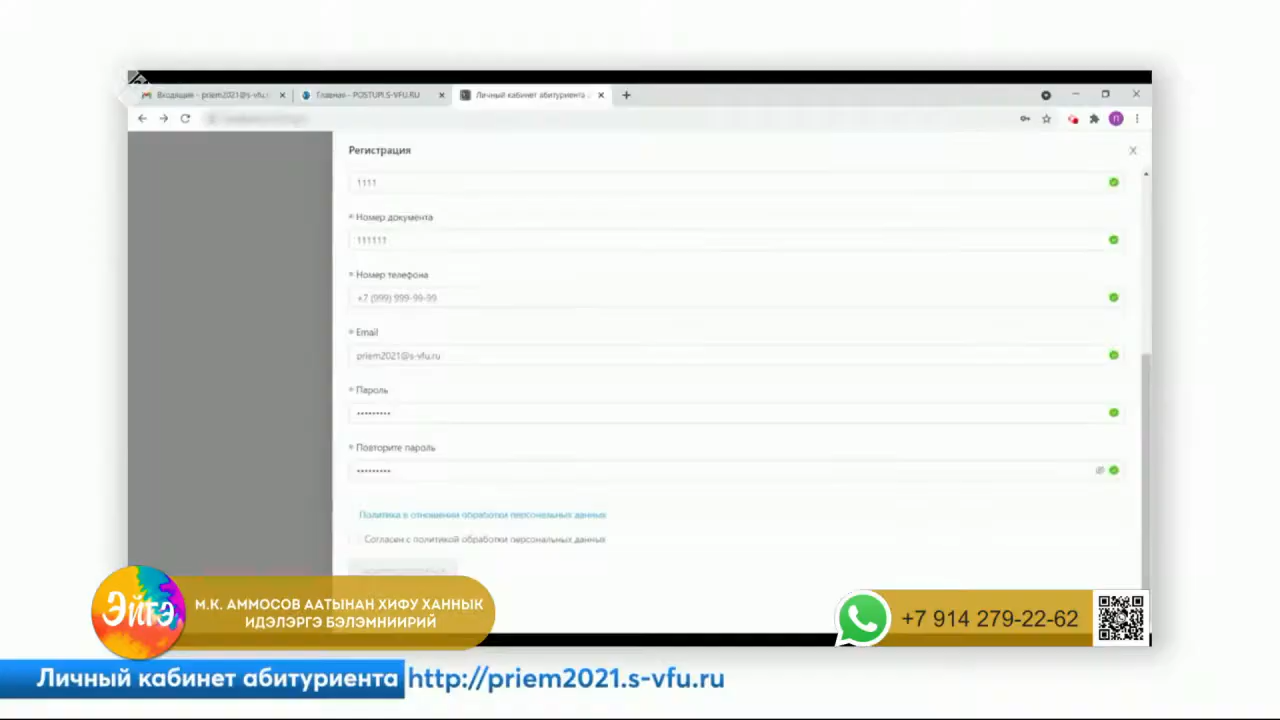 Входящие - priem2021@s-vfu.r
Главная - POSTUPI.S-VFU.RU
Личный кабинет абитуриента
Регистрация
1111
* Номер документа
111111
* Номер телефона
+7 (999) 999-99-99
* Email
priem2021@s-vfu.ru
* Пароль
•••••••••
* Повторите пароль
•••••••••
Политика в отношении обработки персональных данных
Согласен с политикой обработки персональных данных
Эйгэ
М.К. АММОСОВ ААТЫНАН ХИФУ ХАННЫК
ИДЭЛЭРГЭ БЭЛЭМНИИРИЙ
+7 914 279-22-62
Личный кабинет абитуриента http://priem2021.s-vfu.ru